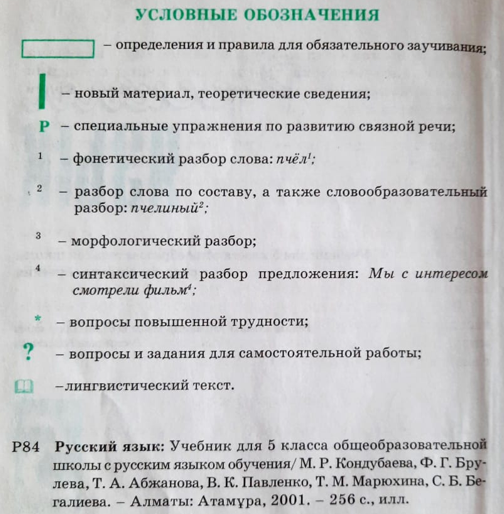 УСЛОВНЫЕ ОБОЗНАЧЕНИЯ
– определения и правила для обязательного заучивания;
– новый материал, теоретические сведения;
Р – специальные упражнения по развитию связной речи;
1 – фонетический разбор слова: пчёл¹;
2 – разбор слова по составу, а также словообразовательный
разбор: пчелиный²;
3 – морфологический разбор;
4 – синтаксический разбор предложения: Мы с интересом
смотрели фильм⁴;
* – вопросы повышенной трудности;
? – вопросы и задания для самостоятельной работы;
–лингвистический текст.
Р84 Русский язык: Учебник для 5 класса общеобразовательной
школы с русским языком обучения/ М. Р. Кондубаева, Ф. Г. Бру-
лева, Т. А. Абжанова, В. К. Павленко, Т. М. Марюхина, С. Б. Бе-
галиева. – Алматы: Атамұра, 2001. – 256 с., илл.